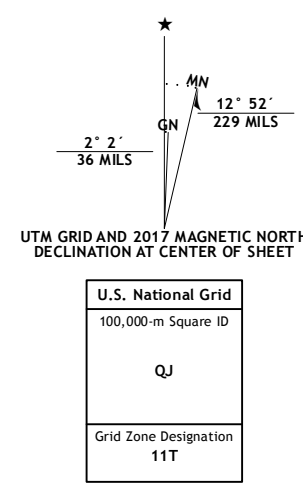 ★
MN
GN
12° 52´
229 MILS
2° 2´
36 MILS
UTM GRID AND 2017 MAGNETIC NORTH
DECLINATION AT CENTER OF SHEET
U.S. National Grid
100,000-m Square ID
QJ
Grid Zone Designation
11T